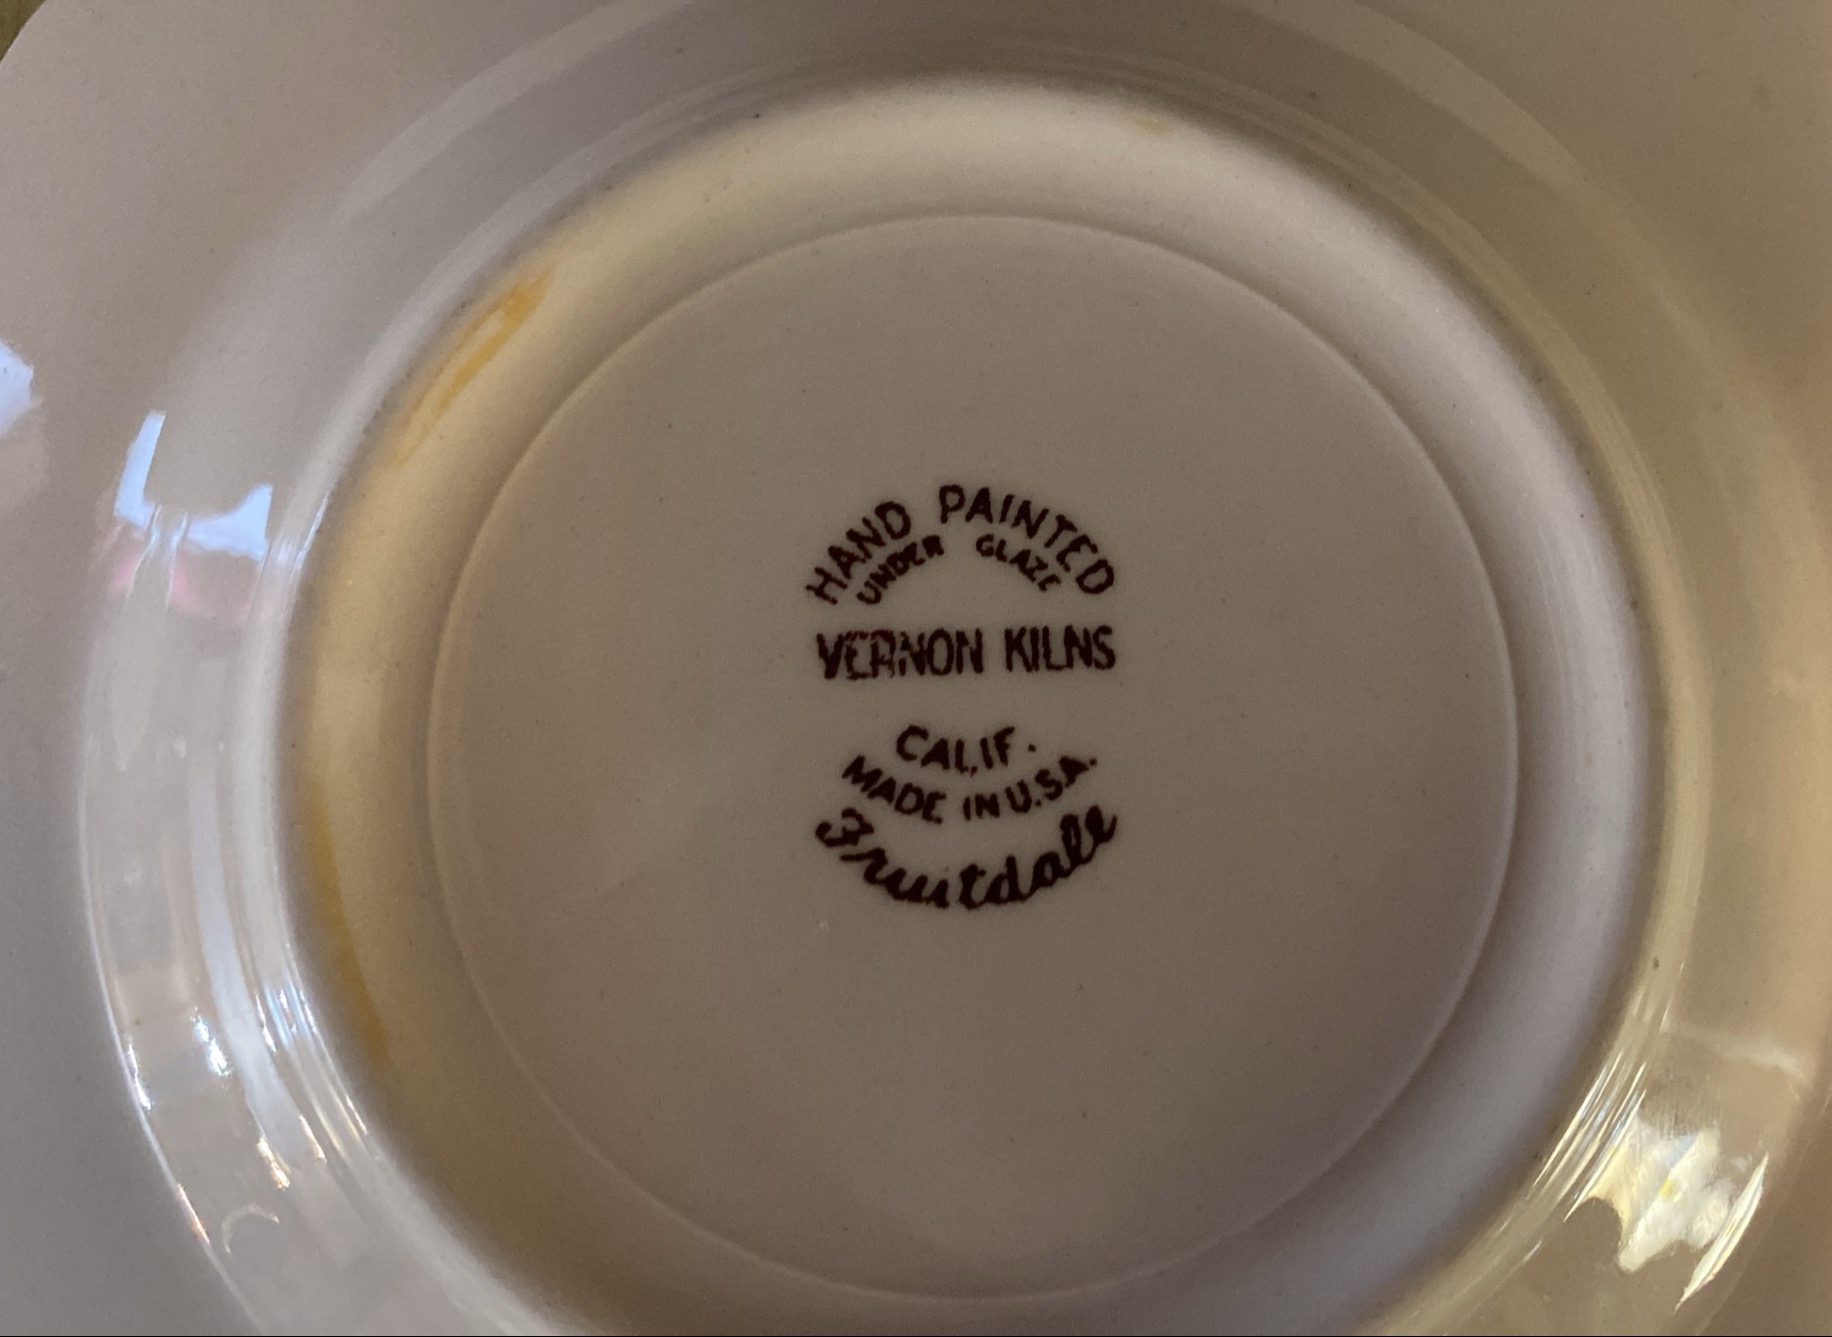 HAND PAINTED
UNDER GLAZE
VERNON KILNS
CALIF.
MADE IN U.S.A.
Fruitdale